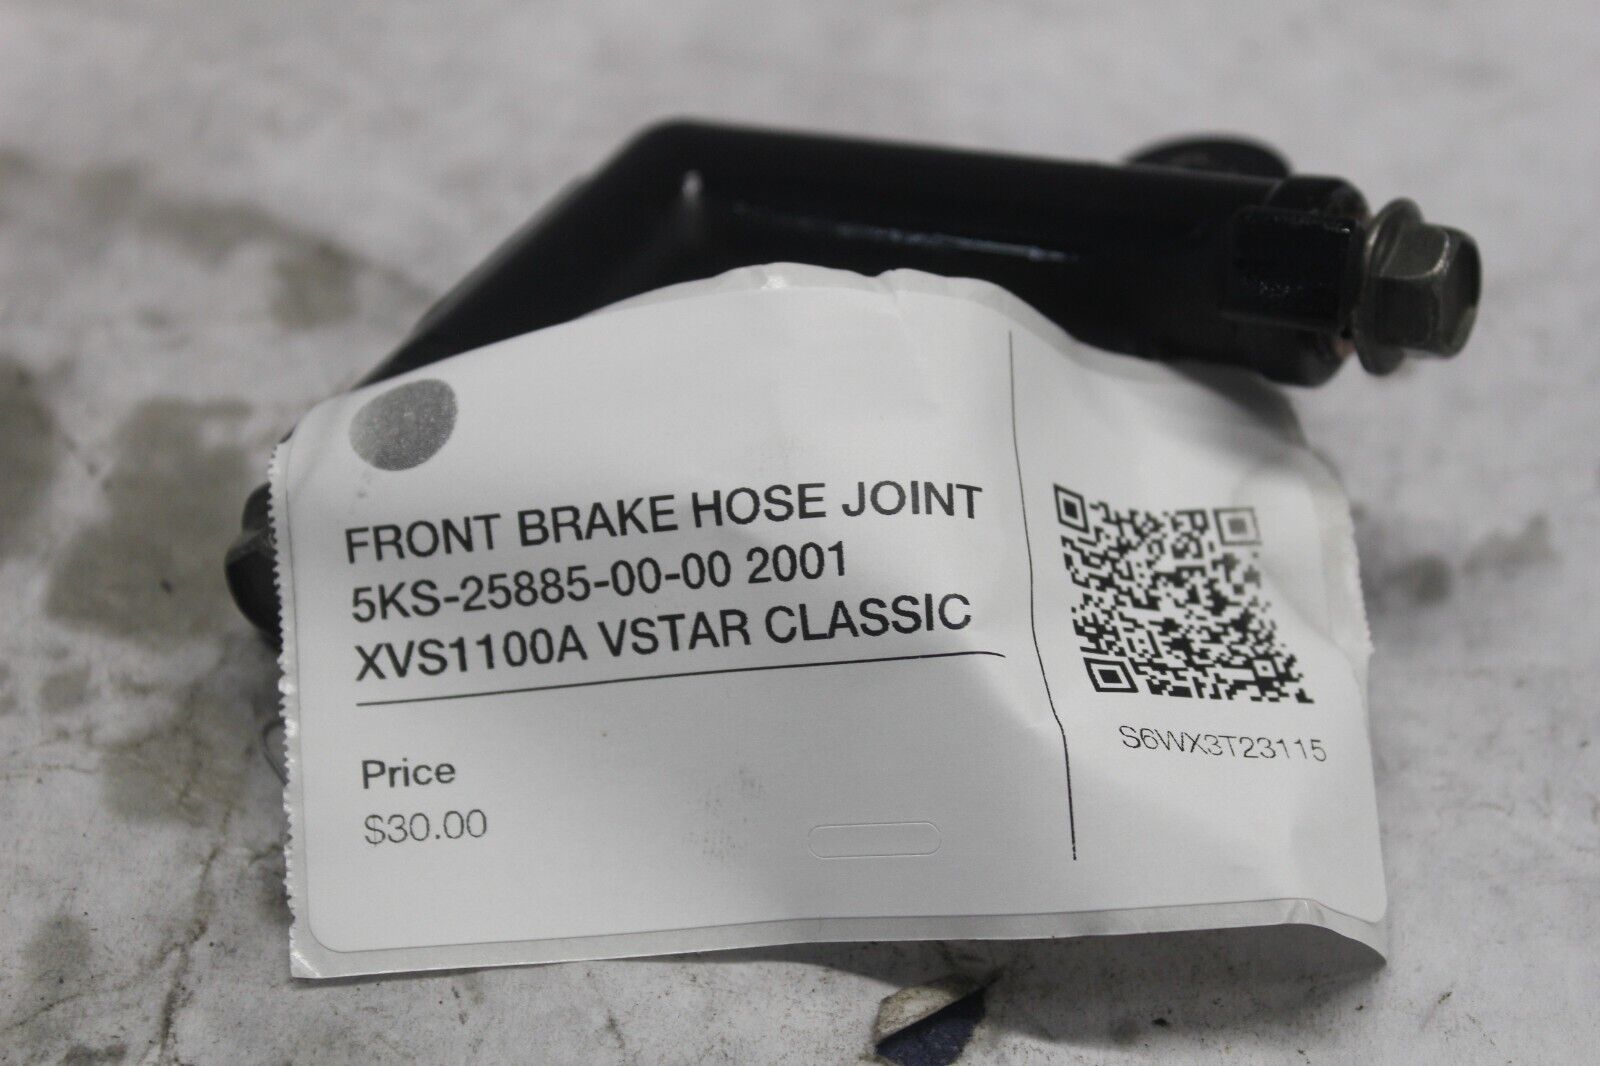 FRONT BRAKE HOSE JOINT
5KS-25885-00-00 2001
XVS1100A VSTAR CLASSIC
Price
$30.00
S6WX3T23115